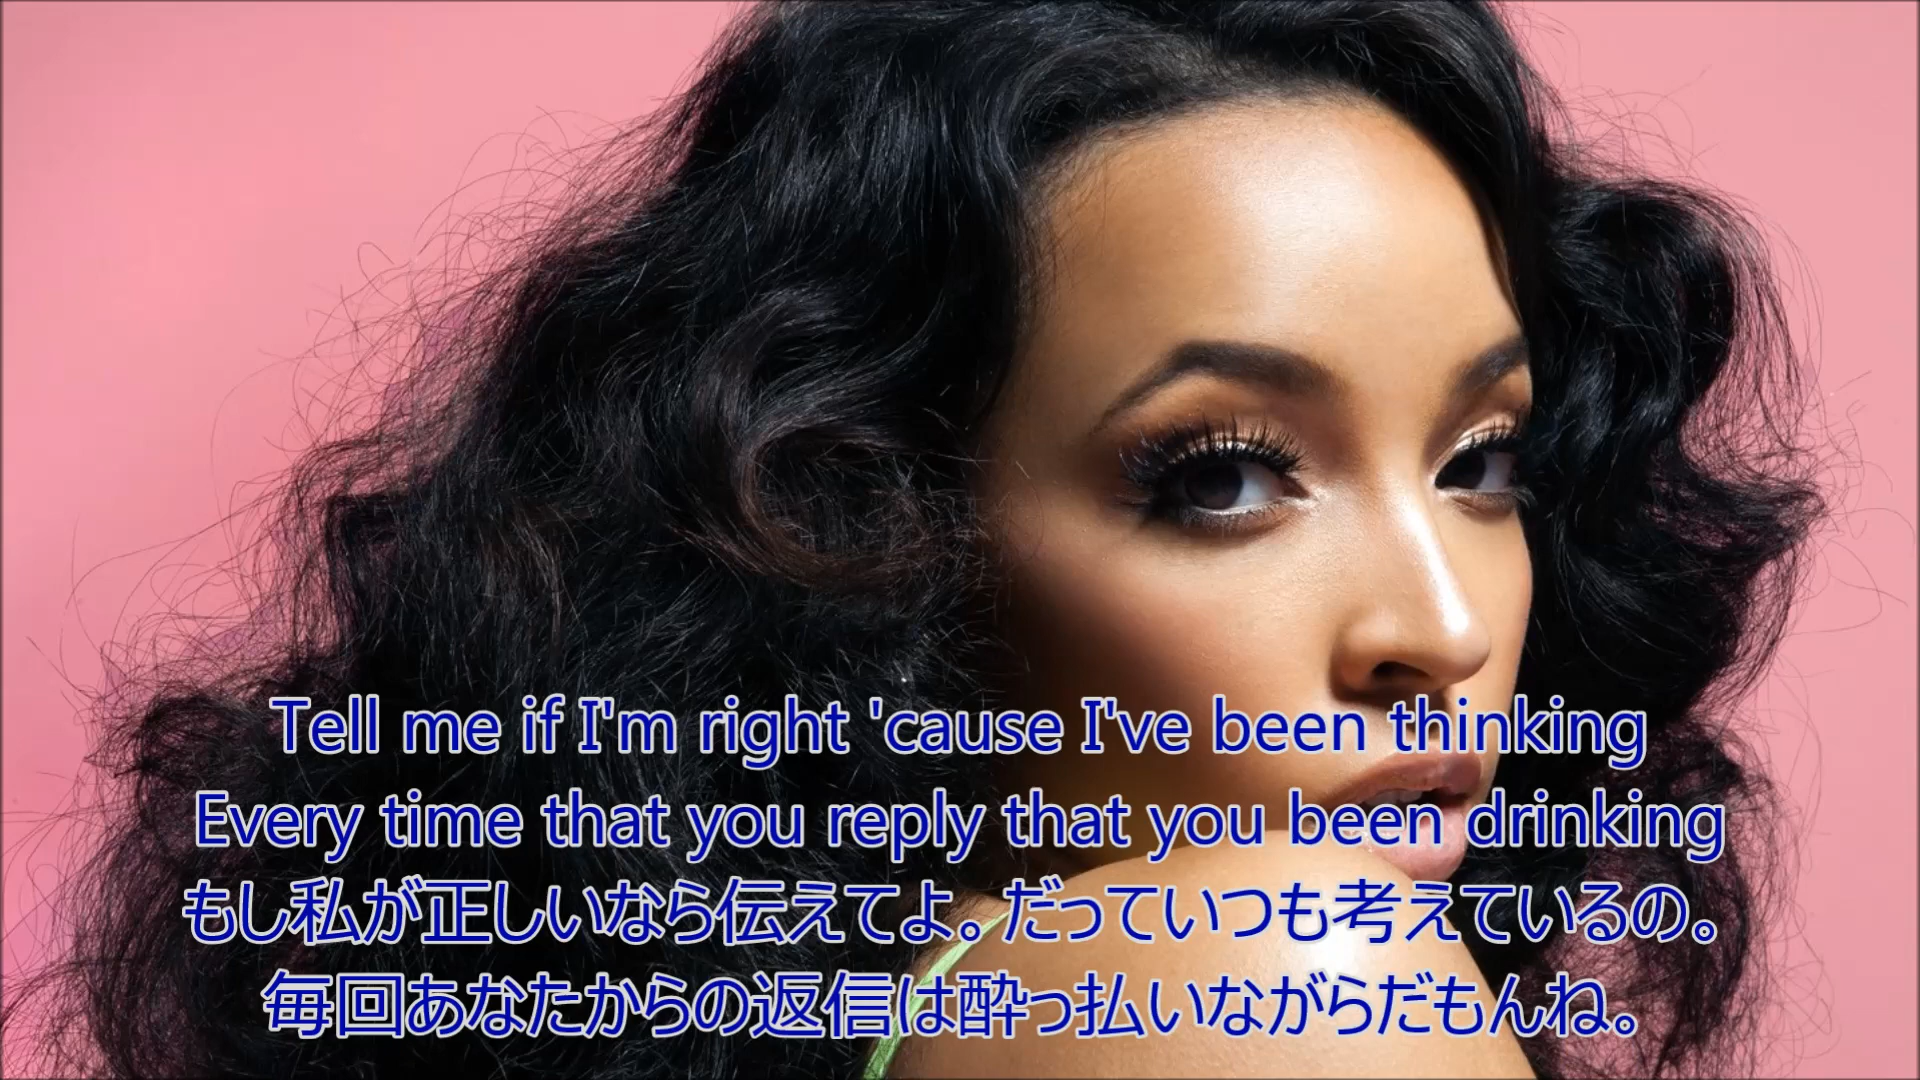 Tell me if I'm right 'cause I've been thinking
Every time that you reply that you been drinking
もし私が正しいなら伝えてよ。だっていつも考えているの。
毎回あなたからの返信は酔っ払いながらだもんね。